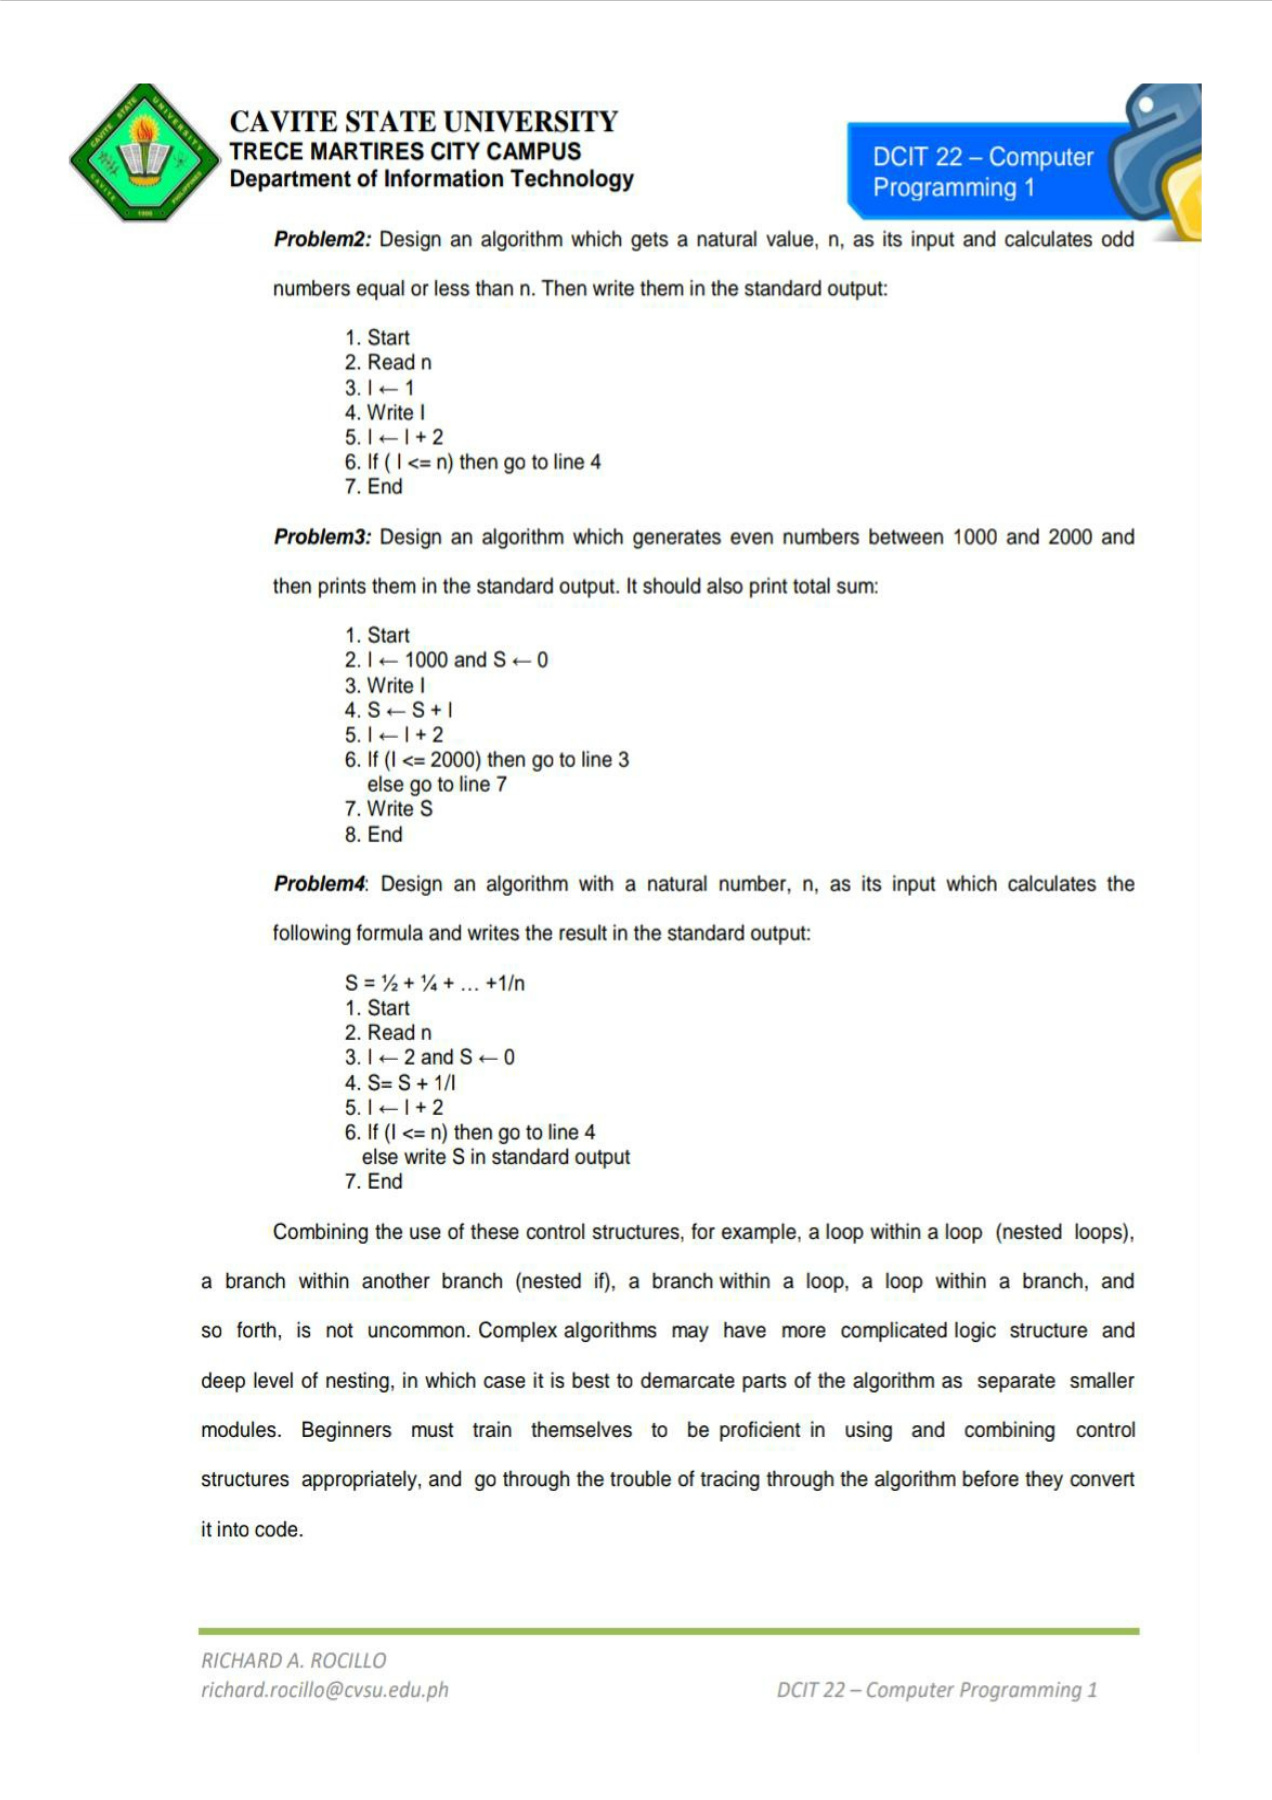 CAVITE STATE UNIVERSITY
TRECE MARTIRES CITY CAMPUS
Department of Information Technology
DCIT 22 – Computer
Programming 1
CAVITE STATE UNIVERSITY
CAVITE PHILIPPINES
1906
Problem2: Design an algorithm which gets a natural value, n, as its input and calculates odd
numbers equal or less than n. Then write them in the standard output:
1. Start
2. Read n
3. I ← 1
4. Write I
5. I ← I + 2
6. If ( I <= n) then go to line 4
7. End
Problem3: Design an algorithm which generates even numbers between 1000 and 2000 and
then prints them in the standard output. It should also print total sum:
1. Start
2. I ← 1000 and S ← 0
3. Write I
4. S ← S + I
5. I ← I + 2
6. If (I <= 2000) then go to line 3
else go to line 7
7. Write S
8. End
Problem4: Design an algorithm with a natural number, n, as its input which calculates the
following formula and writes the result in the standard output:
S = ½ + ¼ + … +1/n
1. Start
2. Read n
3. I ← 2 and S ← 0
4. S= S + 1/I
5. I ← I + 2
6. If (I <= n) then go to line 4
else write S in standard output
7. End
Combining the use of these control structures, for example, a loop within a loop (nested loops),
a branch within another branch (nested if), a branch within a loop, a loop within a branch, and
so forth, is not uncommon. Complex algorithms may have more complicated logic structure and
deep level of nesting, in which case it is best to demarcate parts of the algorithm as separate smaller
modules. Beginners must train themselves to be proficient in using and combining control
structures appropriately, and go through the trouble of tracing through the algorithm before they convert
it into code.
RICHARD A. ROCILLO
richard.rocillo@cvsu.edu.ph
DCIT 22 – Computer Programming 1